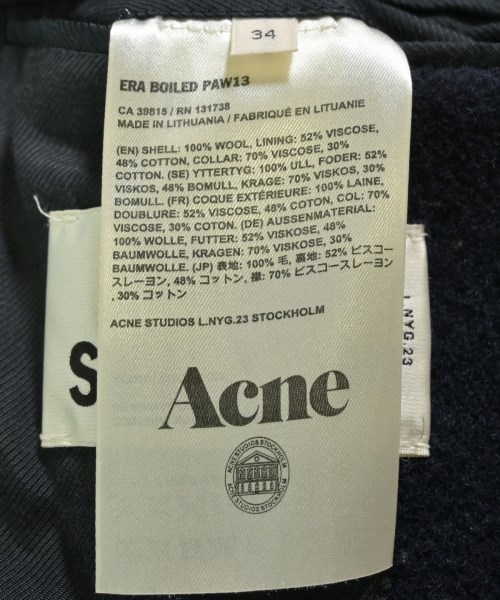 34
ERA BOILED PAW13
CA 39815 / RN 131738
MADE IN LITHUANIA / FABRIQUÉ EN LITUANIE
(EN) SHELL: 100% WOOL, LINING: 52% VISCOSE,
48% COTTON, COLLAR: 70% VISCOSE, 30%
COTTON. (SE) YTTERTYG: 100% ULL, FODER: 52%
VISKOS, 48% BOMULL, KRAGE: 70% VISKOS, 30%
BOMULL. (FR) COQUE EXTÉRIEURE: 100% LAINE,
DOUBLURE: 52% VISCOSE, 48% COTON, COL: 70%
VISCOSE, 30% COTON. (DE) AUSSENMATERIAL:
100% WOLLE, FUTTER: 52% VISKOSE, 48%
BAUMWOLLE, KRAGEN: 70% VISKOSE, 30%
BAUMWOLLE. (JP) 表地: 100% 毛, 裏地: 52% ビスコー
スレーヨン, 48% コットン, 襟: 70% ビスコースレーヨン
, 30% コットン
ACNE STUDIOS L.NYG.23 STOCKHOLM
S
L.NYG.23
Acne
ACNE STUDIOS STOCKHOLM
ACNE STUDIOS STOCKHOLM